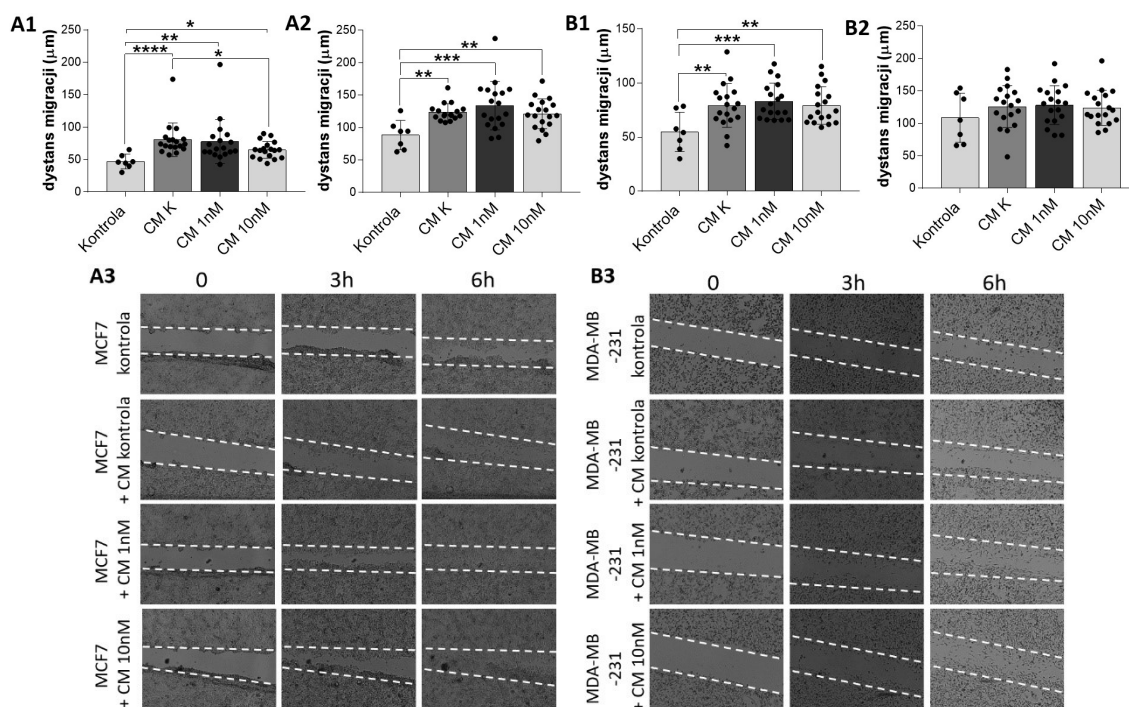 A1
dystans migracji (μm)
250
200
150
100
50
0
*
**
****
*
Kontrola
CM K
CM 1nM
CM 10nM
A2
dystans migracji (μm)
250
200
150
100
50
0
**
***
**
Kontrola
CM K
CM 1nM
CM 10nM
B1
dystans migracji (μm)
150
100
50
0
**
***
**
Kontrola
CM K
CM 1nM
CM 10nM
B2
dystans migracji (μm)
250
200
150
100
50
0
Kontrola
CM K
CM 1nM
CM 10nM
A3
0 3h 6h
MCF7
kontrola
MCF7
+ CM kontrola
MCF7
+ CM 1nM
MCF7
+ CM 10nM
B3
0 3h 6h
MDA-MB
-231
kontrola
MDA-MB
-231
+ CM kontrola
MDA-MB
-231
+ CM 1nM
MDA-MB
-231
+ CM 10nM